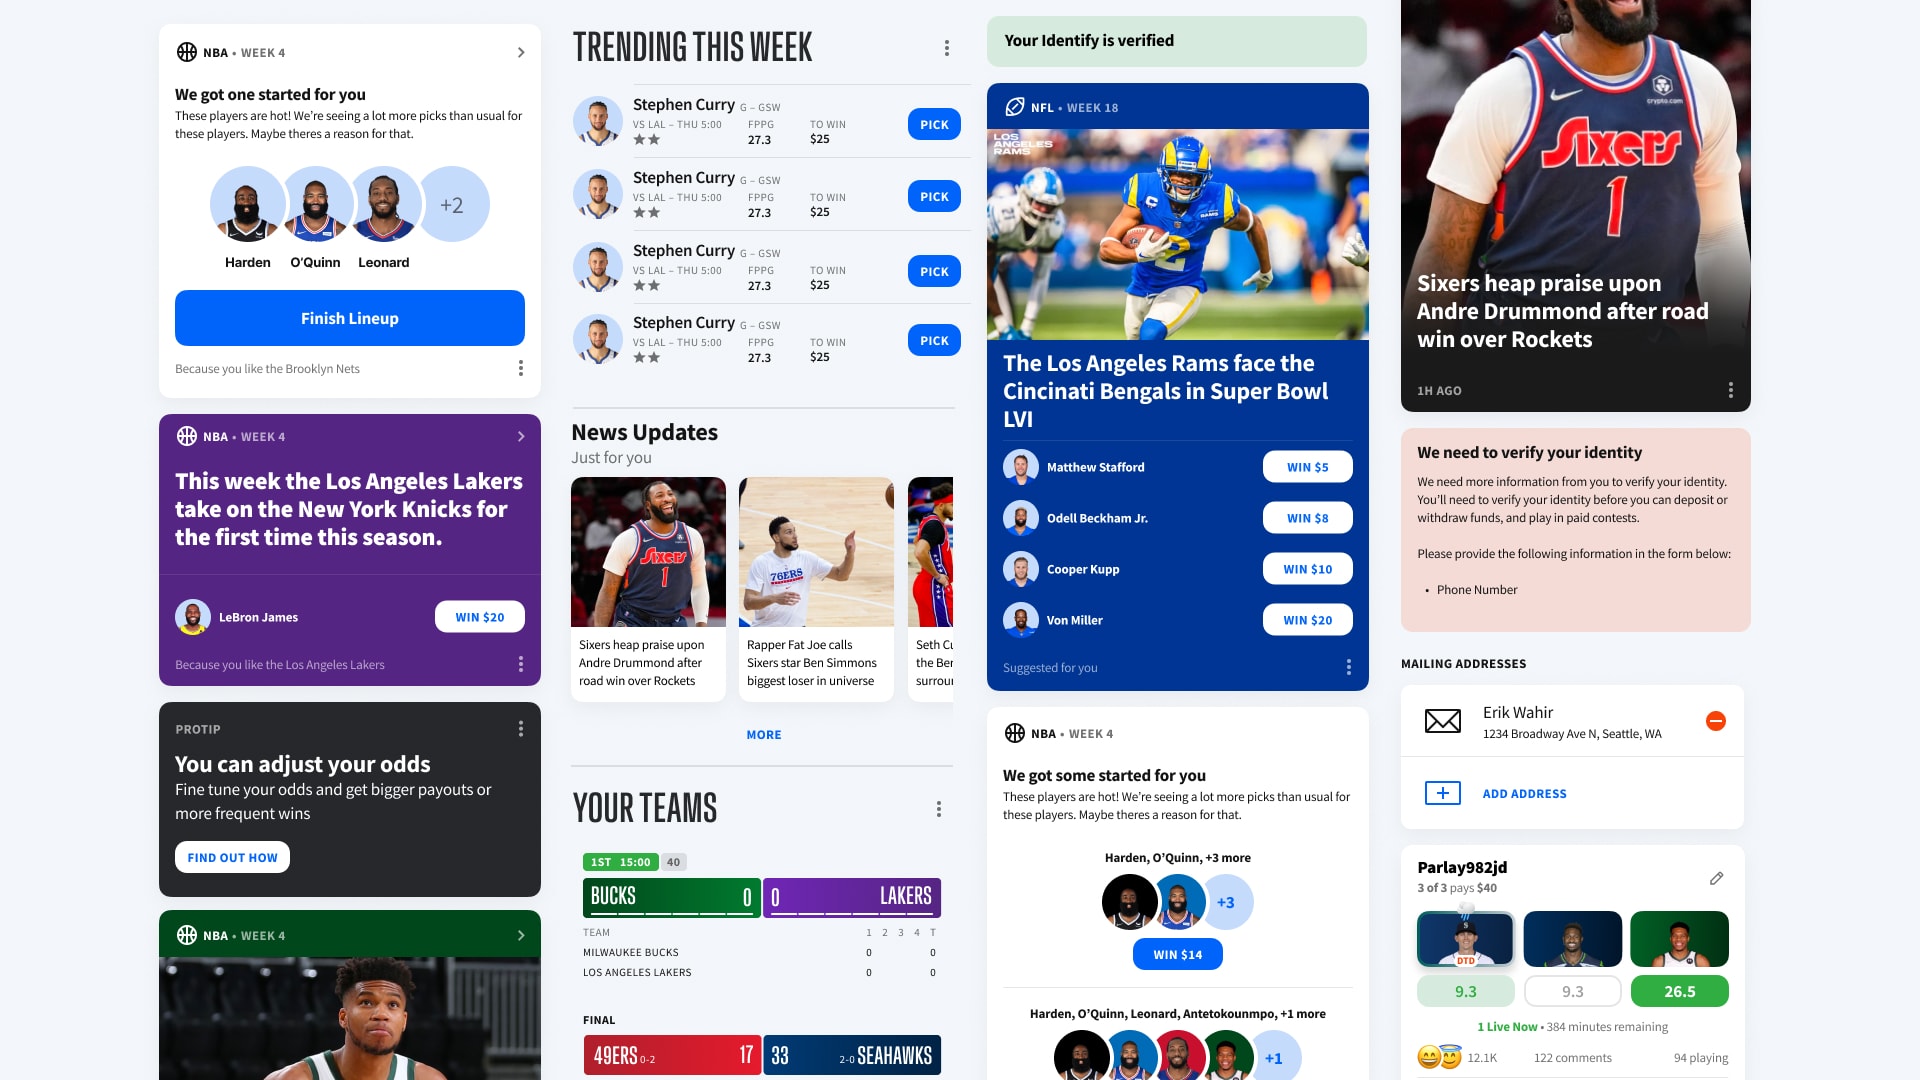 NBA • WEEK 4
We got one started for you
These players are hot! We’re seeing a lot more picks than usual for
these players. Maybe theres a reason for that.
+2
Harden O’Quinn Leonard
Finish Lineup
Because you like the Brooklyn Nets
NBA • WEEK 4
This week the Los Angeles Lakers
take on the New York Knicks for
the first time this season.
LeBron James WIN $20
Because you like the Los Angeles Lakers
PROTIP
You can adjust your odds
Fine tune your odds and get bigger payouts or
more frequent wins
FIND OUT HOW
NBA • WEEK 4
TRENDING THIS WEEK
Stephen Curry G – GSW
VS LAL – THU 5:00 FPPG TO WIN
27.3 $25
PICK
Stephen Curry G – GSW
VS LAL – THU 5:00 FPPG TO WIN
27.3 $25
PICK
Stephen Curry G – GSW
VS LAL – THU 5:00 FPPG TO WIN
27.3 $25
PICK
Stephen Curry G – GSW
VS LAL – THU 5:00 FPPG TO WIN
27.3 $25
PICK
News Updates
Just for you
SIXERS
1
Sixers heap praise upon
Andre Drummond after
road win over Rockets
76ERS
Rapper Fat Joe calls
Sixers star Ben Simmons
biggest loser in universe
Seth Cu
the Ber
surrour
MORE
YOUR TEAMS
1ST 15:00 40
BUCKS 0 0 LAKERS
TEAM 1 2 3 4 T
MILWAUKEE BUCKS 0 0
LOS ANGELES LAKERS 0 0
FINAL
49ERS 0-2 17 33 2-0 SEAHAWKS
Your Identify is verified
NFL • WEEK 18
LOS
ANGELES
RAMS
C
RAMS
2
The Los Angeles Rams face the
Cincinati Bengals in Super Bowl
LVI
Matthew Stafford WIN $5
Odell Beckham Jr. WIN $8
Cooper Kupp WIN $10
Von Miller WIN $20
Suggested for you
NBA • WEEK 4
We got some started for you
These players are hot! We’re seeing a lot more picks than usual for
these players. Maybe theres a reason for that.
Harden, O’Quinn, +3 more
+3
WIN $14
Harden, O’Quinn, Leonard, Antetokounmpo, +1 more
+1
crypto.com
SIXERS
1
Sixers heap praise upon
Andre Drummond after road
win over Rockets
1H AGO
We need to verify your identity
We need more information from you to verify your identity.
You’ll need to verify your identity before you can deposit or
withdraw funds, and play in paid contests.
Please provide the following information in the form below:
• Phone Number
MAILING ADDRESSES
Erik Wahir
1234 Broadway Ave N, Seattle, WA
ADD ADDRESS
Parlay982jd
3 of 3 pays $40
DTD
9.3 9.3 26.5
1 Live Now • 384 minutes remaining
12.1K 122 comments 94 playing